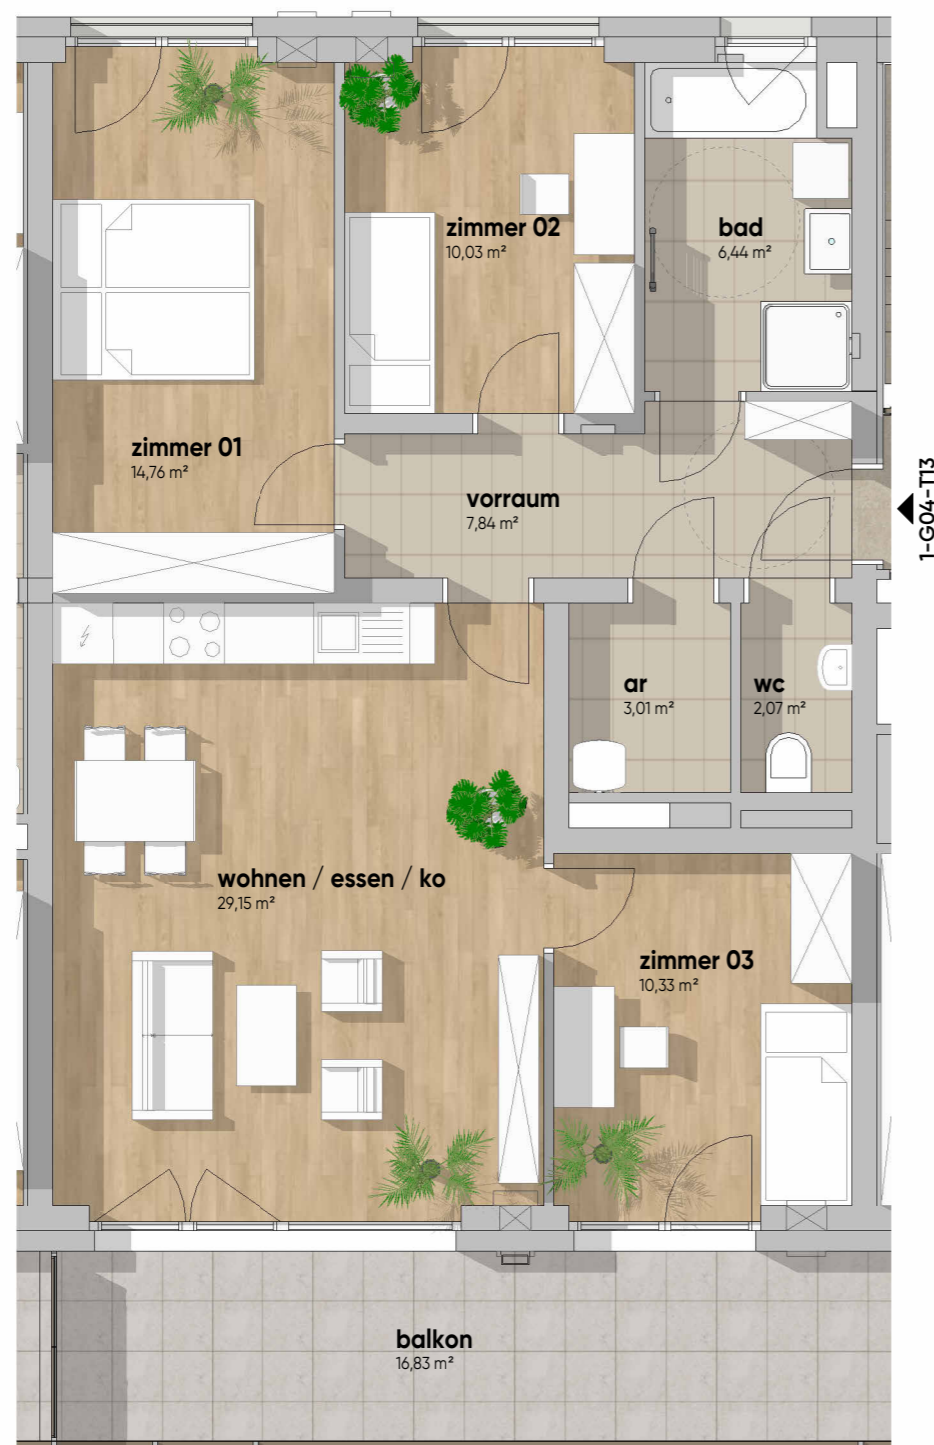 zimmer 02
10,03 m²
bad
6,44 m²
zimmer 01
14,76 m²
vorraum
7,84 m²
1-G04-T13
ar
3,01 m²
wc
2,07 m²
wohnen / essen / ko
29,15 m²
zimmer 03
10,33 m²
balkon
16,83 m²